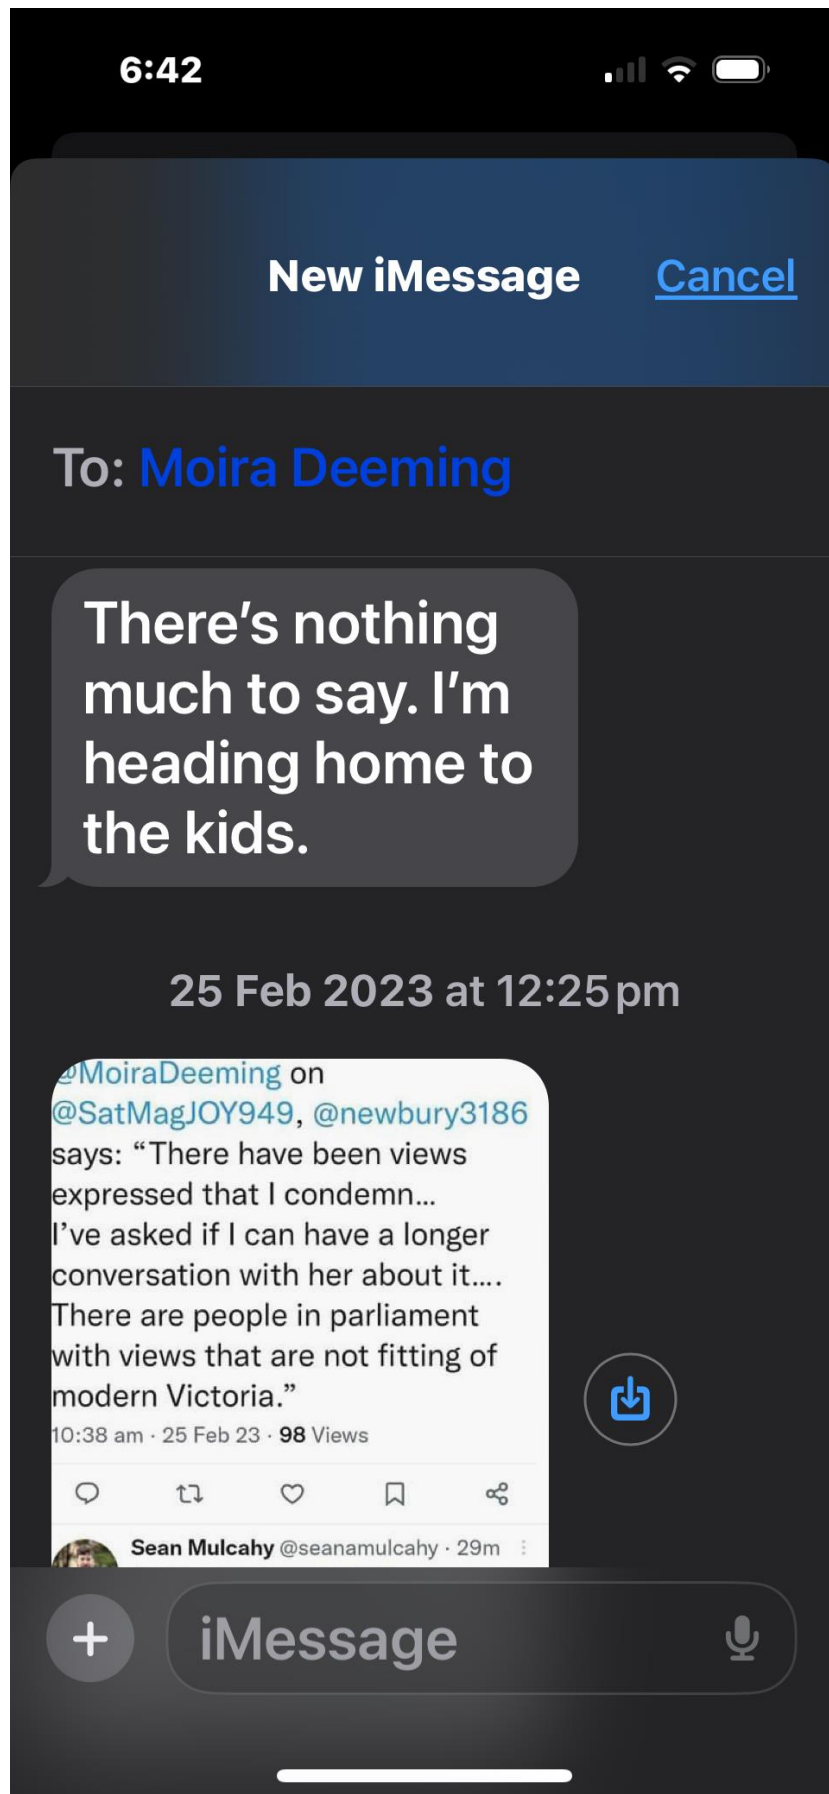 6:42
New iMessage
Cancel
To: Moira Deeming
There's nothing
much to say. I'm
heading home to
the kids.
25 Feb 2023 at 12:25 pm
@MoiraDeeming on
@SatMagJOY949, @newbury3186
says: “There have been views
expressed that I condemn...
I've asked if I can have a longer
conversation with her about it....
There are people in parliament
with views that are not fitting of
modern Victoria.”
10:38 am · 25 Feb 23 · 98 Views
Sean Mulcahy @seanamulcahy · 29m
iMessage